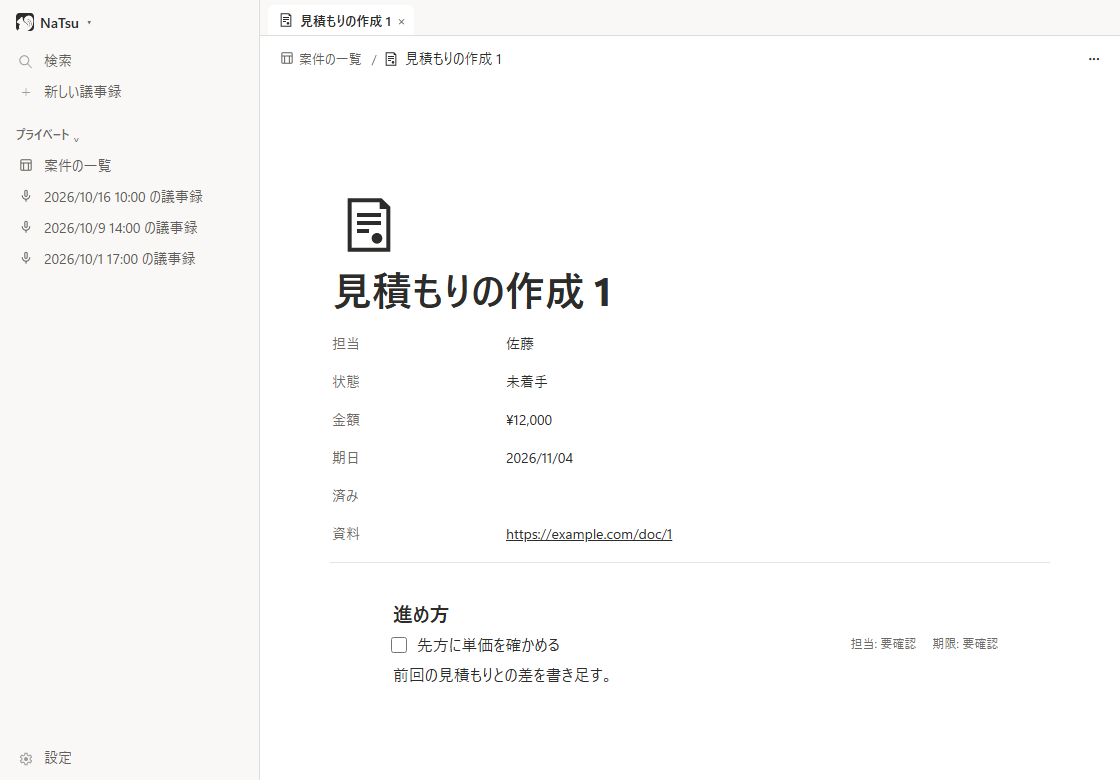 NaTsu
検索
新しい議事録
プライベート
案件の一覧
2026/10/16 10:00 の議事録
2026/10/9 14:00 の議事録
2026/10/1 17:00 の議事録
設定
見積もりの作成 1 ×
案件の一覧 / 見積もりの作成 1
見積もりの作成 1
担当 佐藤
状態 未着手
金額 ¥12,000
期日 2026/11/04
済み
資料 https://example.com/doc/1
進め方
先方に単価を確かめる 担当: 要確認 期限: 要確認
前回の見積もりとの差を書き足す。